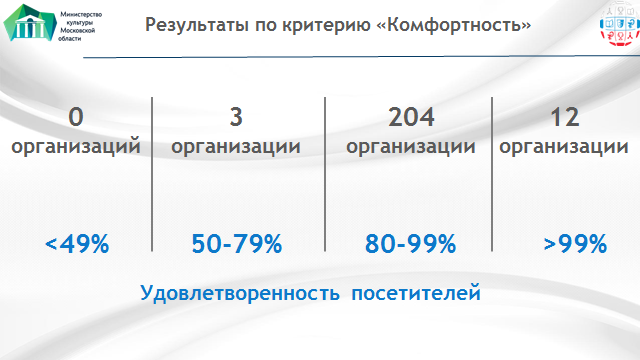 Министерство
культуры
Московской
области
Результаты по критерию «Комфортность»
0
организаций
3
организации
204
организации
12
организации
<49%
50-79%
80-99%
>99%
Удовлетворенность посетителей